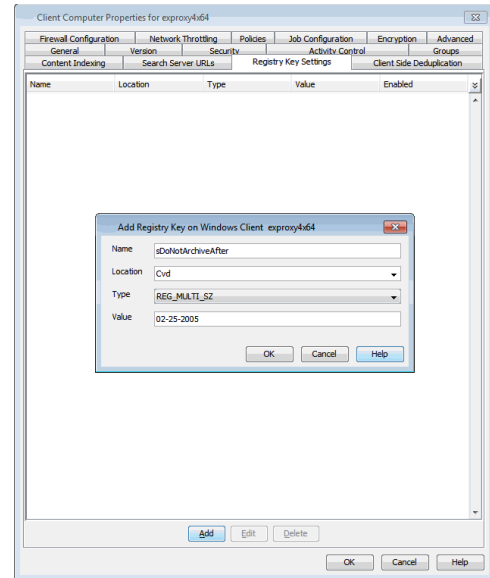 Client Computer Properties for exproxy4x64
Firewall Configuration Network Throttling Policies Job Configuration Encryption Advanced
General Version Security Activity Control Groups
Content Indexing Search Server URLs Registry Key Settings Client Side Deduplication
Name Location Type Value Enabled
Add Registry Key on Windows Client exproxy4x64
Name sDoNotArchiveAfter
Location Cvd
Type REG_MULTI_SZ
Value 02-25-2005
OK Cancel Help
Add Edit Delete
OK Cancel Help